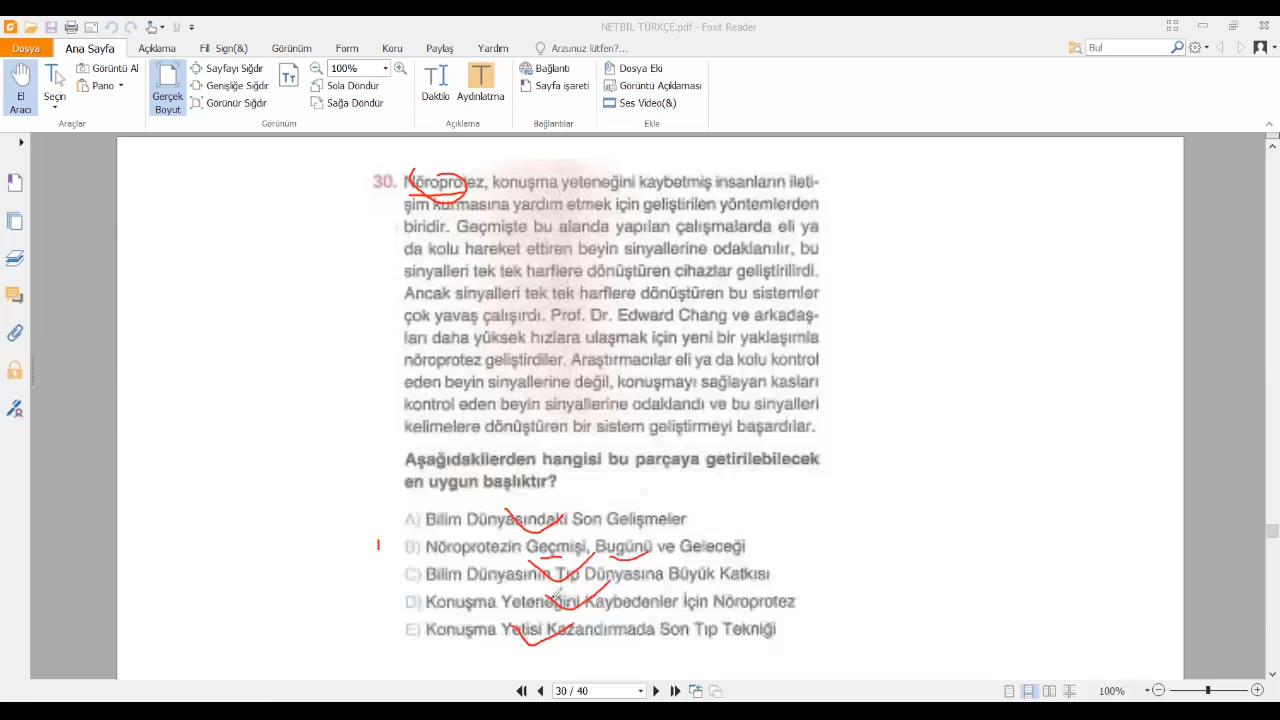 NETBİL TÜRKÇE.pdf - Foxit Reader
Dosya Ana Sayfa Açıklama Fill Sign(&) Görünüm Form Koru Paylaş Yardım Arzunuz lütfen?... Bul
El Aracı
Seçin
Görüntü Al
Pano
Gerçek Boyut
Sayfayı Sığdır
Genişliğe Sığdır
Görünür Sığdır
100%
Sola Döndür
Sağa Döndür
Daktilo
Aydınlatma
Bağlantı
Sayfa işareti
Dosya Eki
Görüntü Açıklaması
Ses Video(&)
Araçlar Görünüm Açıklama Bağlantılar Ekle
30. Nöroprotez, konuşma yeteneğini kaybetmiş insanların ileti-
şim kurmasına yardım etmek için geliştirilen yöntemlerden
biridir. Geçmişte bu alanda yapılan çalışmalarda eli ya
da kolu hareket ettiren beyin sinyallerine odaklanılır, bu
sinyalleri tek tek harflere dönüştüren cihazlar geliştirilirdi.
Ancak sinyalleri tek tek harflere dönüştüren bu sistemler
çok yavaş çalışırdı. Prof. Dr. Edward Chang ve arkadaş-
ları daha yüksek hızlara ulaşmak için yeni bir yaklaşımla
nöroprotez geliştirdiler. Araştırmacılar eli ya da kolu kontrol
eden beyin sinyallerine değil, konuşmayı sağlayan kasları
kontrol eden beyin sinyallerine odaklandı ve bu sinyalleri
kelimelere dönüştüren bir sistem geliştirmeyi başardılar.
Aşağıdakilerden hangisi bu parçaya getirilebilecek
en uygun başlıktır?
A) Bilim Dünyasındaki Son Gelişmeler
B) Nöroprotezin Geçmişi, Bugünü ve Geleceği
C) Bilim Dünyasının Tıp Dünyasına Büyük Katkısı
D) Konuşma Yeteneğini Kaybedenler İçin Nöroprotez
E) Konuşma Yetisi Kazandırmada Son Tıp Tekniği
30 / 40
100%